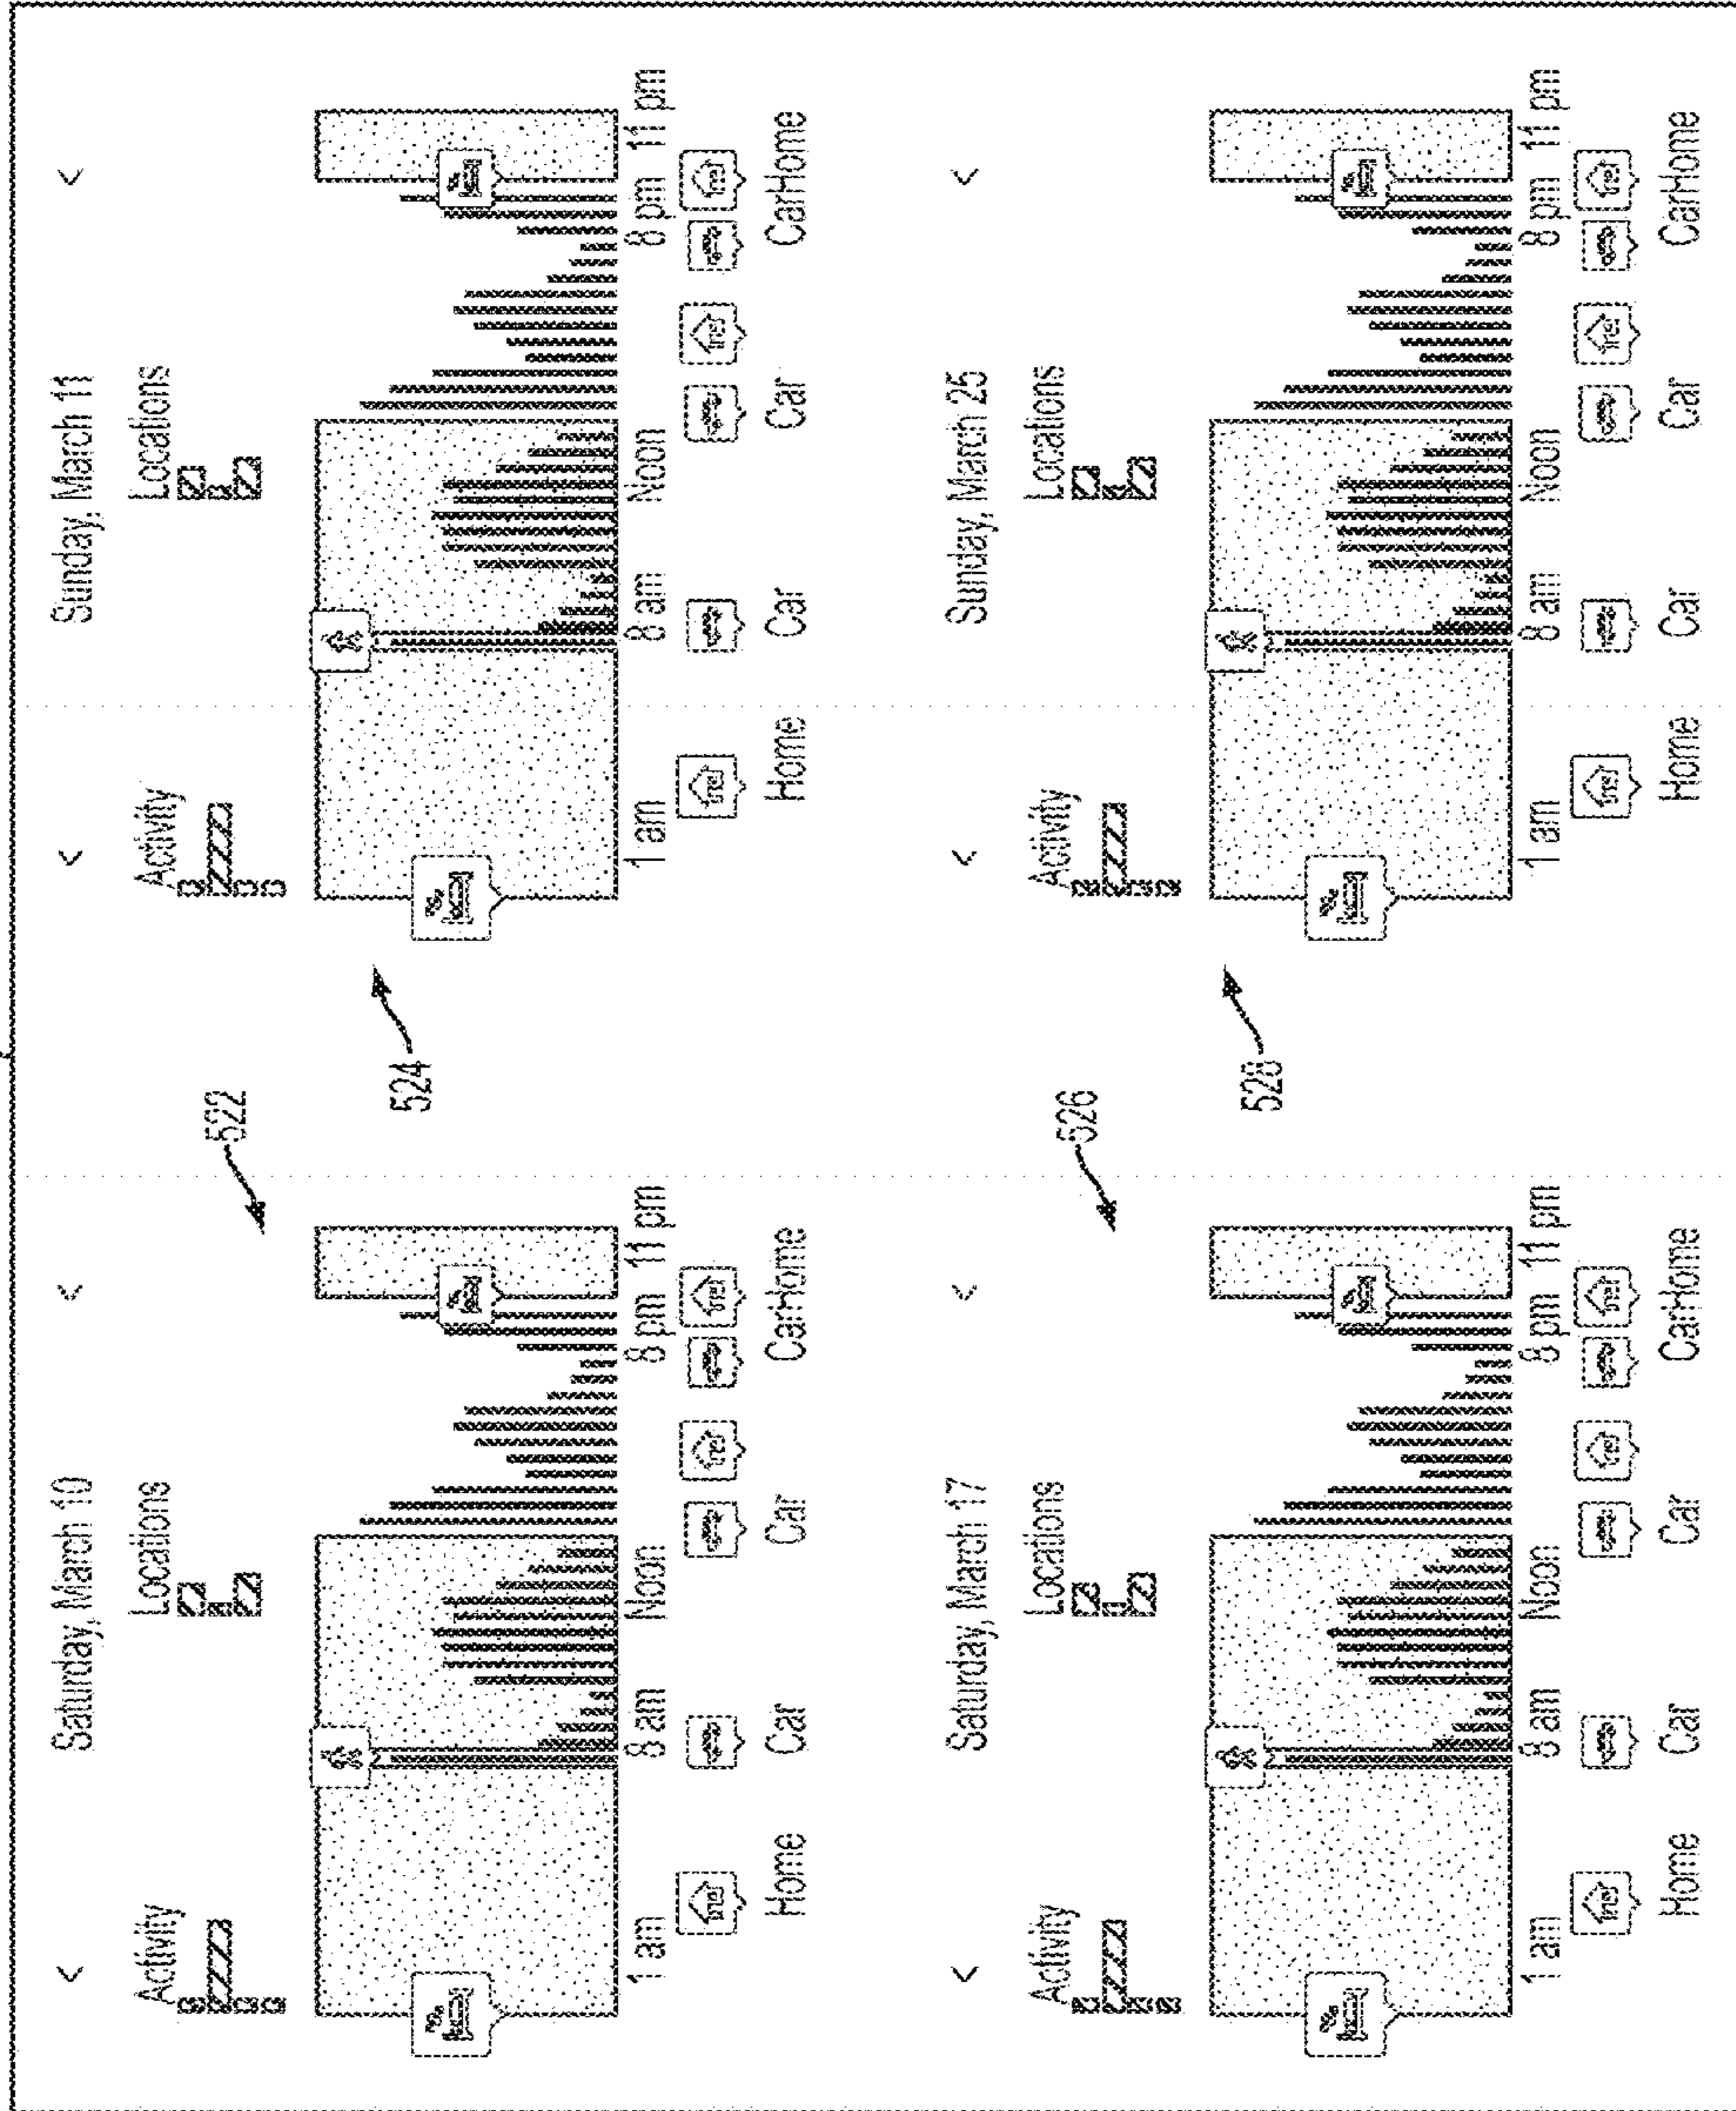 Saturday, March 10
Activity
Locations
1 am
8 am
Noon
8 pm
11 pm
Home
Car
Car
CarHome
522
Sunday, March 11
Activity
Locations
1 am
8 am
Noon
8 pm
11 pm
Home
Car
Car
CarHome
524
Saturday, March 17
Activity
Locations
1 am
8 am
Noon
8 pm
11 pm
Home
Car
Car
CarHome
526
Sunday, March 25
Activity
Locations
1 am
8 am
Noon
8 pm
11 pm
Home
Car
Car
CarHome
528